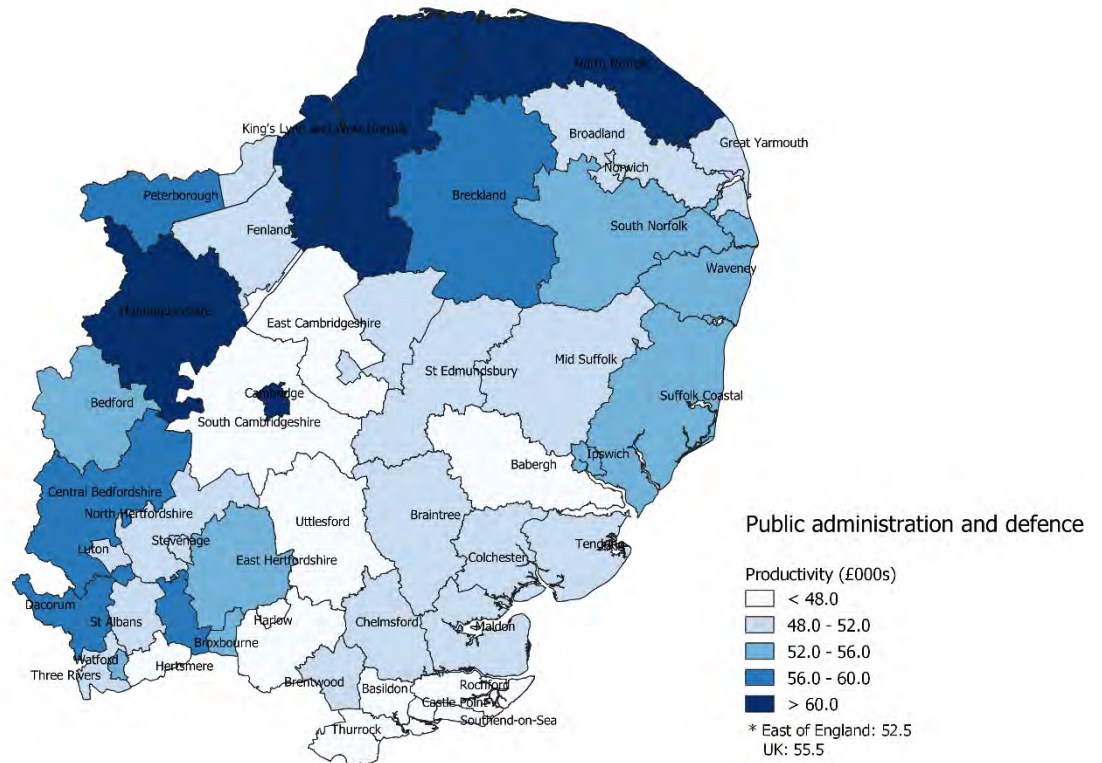 North Norfolk
King's Lynn and West Norfolk
Broadland
Great Yarmouth
Norwich
Peterborough
Breckland
Fenland
South Norfolk
Waveney
Huntingdonshire
East Cambridgeshire
Mid Suffolk
St Edmundsbury
Cambridge
Suffolk Coastal
Bedford
South Cambridgeshire
Ipswich
Babergh
Central Bedfordshire
North Hertfordshire
Uttlesford
Braintree
Luton
Stevenage
Tendring
Colchester
East Hertfordshire
Dacorum
St Albans
Harlow
Chelmsford
Maldon
Broxbourne
Watford
Hertsmere
Three Rivers
Brentwood
Basildon
Rochford
Castle Point
Southend-on-Sea
Thurrock
Public administration and defence
Productivity (£000s)
< 48.0
48.0 - 52.0
52.0 - 56.0
56.0 - 60.0
> 60.0
* East of England: 52.5
UK: 55.5